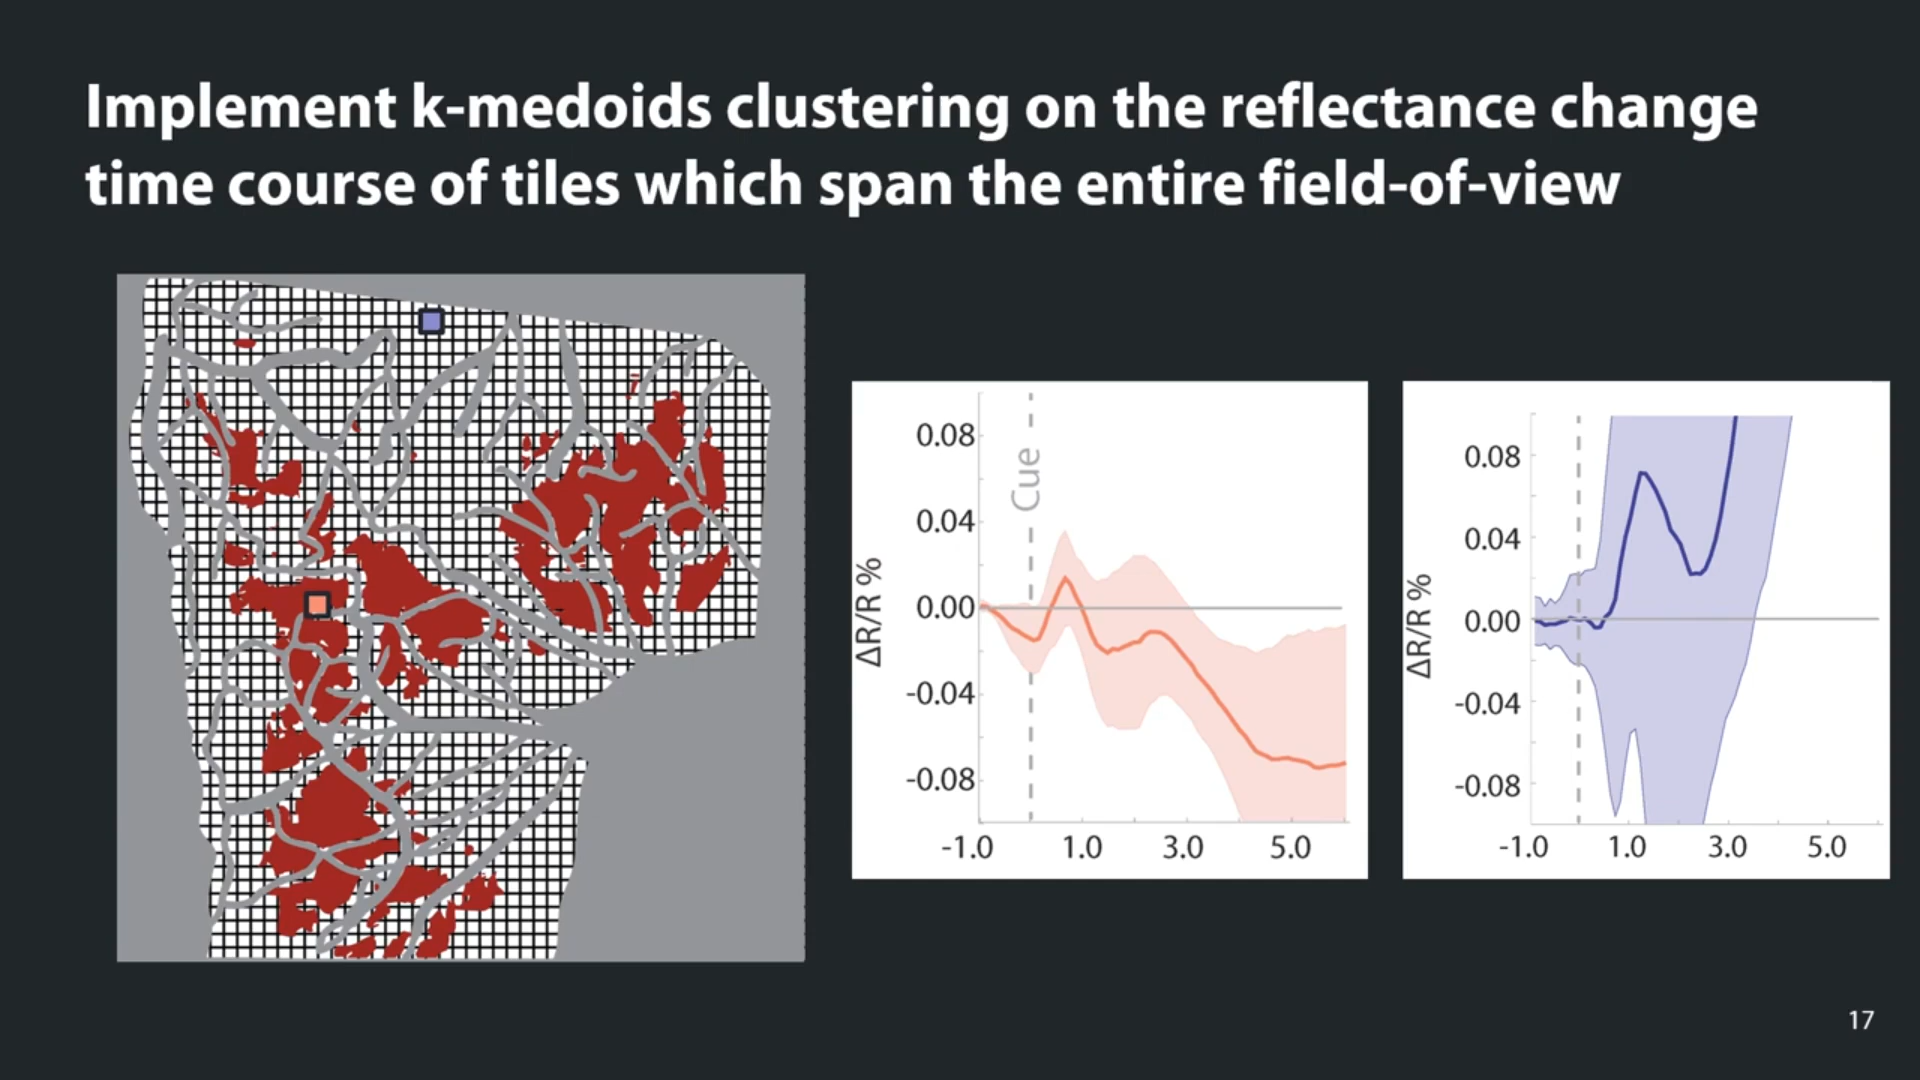 Implement k-medoids clustering on the reflectance change
time course of tiles which span the entire field-of-view
ΔR/R %
0.08
0.04
0.00
-0.04
-0.08
Cue
-1.0 1.0 3.0 5.0
ΔR/R %
0.08
0.04
0.00
-0.04
-0.08
-1.0 1.0 3.0 5.0
17